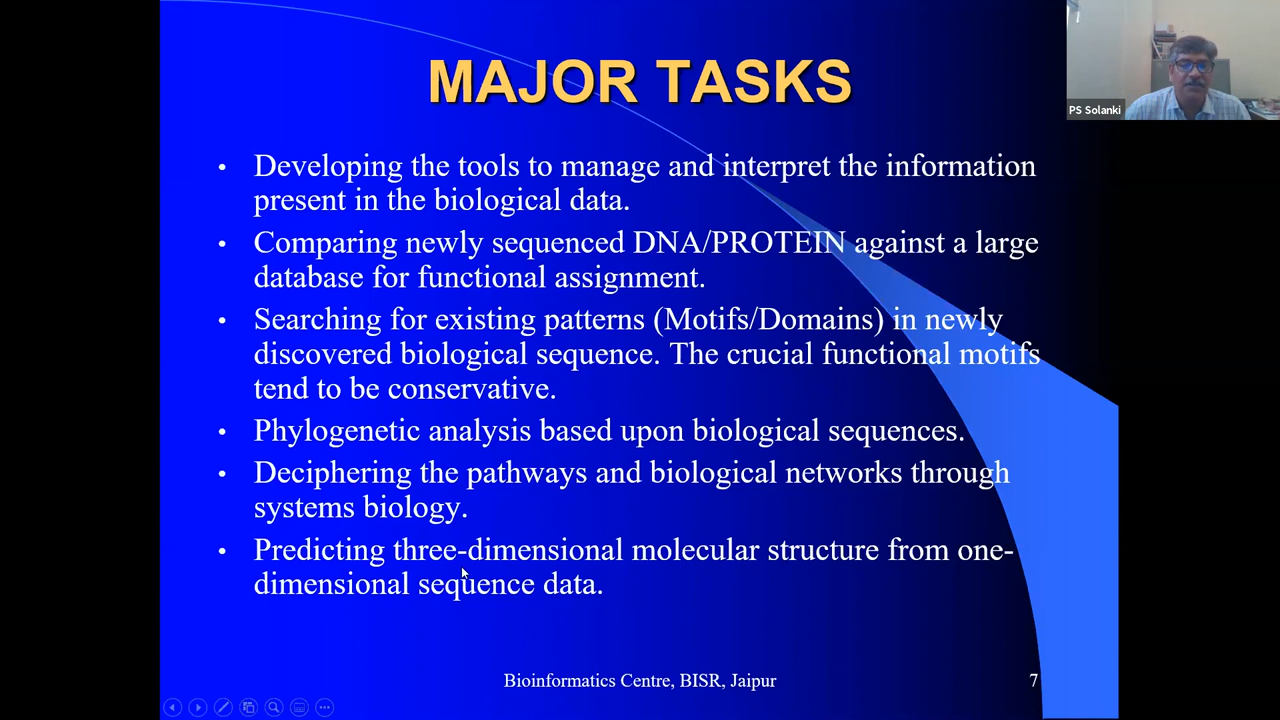 MAJOR TASKS
PS Solanki
• Developing the tools to manage and interpret the information
present in the biological data.
• Comparing newly sequenced DNA/PROTEIN against a large
database for functional assignment.
• Searching for existing patterns (Motifs/Domains) in newly
discovered biological sequence. The crucial functional motifs
tend to be conservative.
• Phylogenetic analysis based upon biological sequences.
• Deciphering the pathways and biological networks through
systems biology.
• Predicting three-dimensional molecular structure from one-
dimensional sequence data.
Bioinformatics Centre, BISR, Jaipur
7